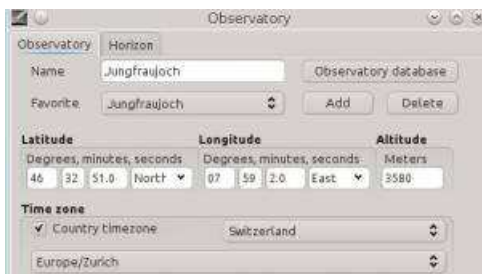 Observatory
Observatory Horizon
Name Jungfraujoch Observatory database
Favorite Jungfraujoch Add Delete
Latitude Longitude Altitude
Degrees, minutes, seconds Degrees, minutes, seconds Meters
46 32 51.0 North 07 59 2.0 East 3580
Time zone
Country timezone Switzerland
Europe/Zurich